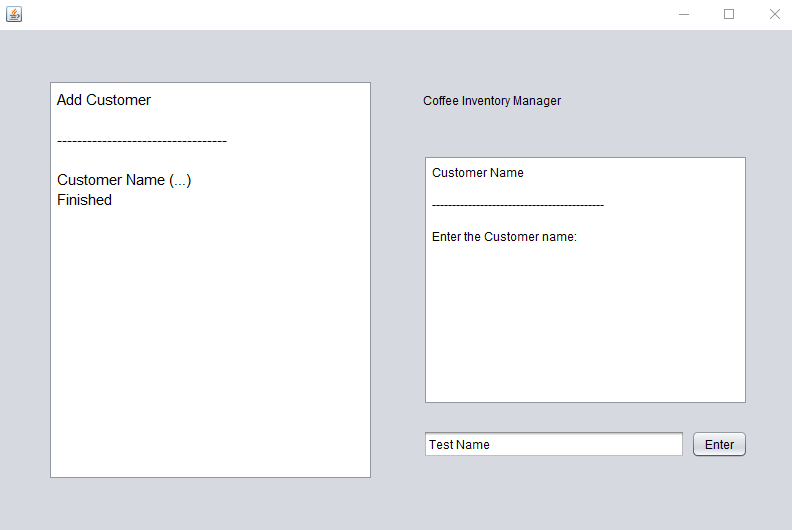 Add Customer
----------------------------------
Customer Name (...)
Finished
Coffee Inventory Manager
Customer Name
-------------------------------------------
Enter the Customer name:
Test Name
Enter